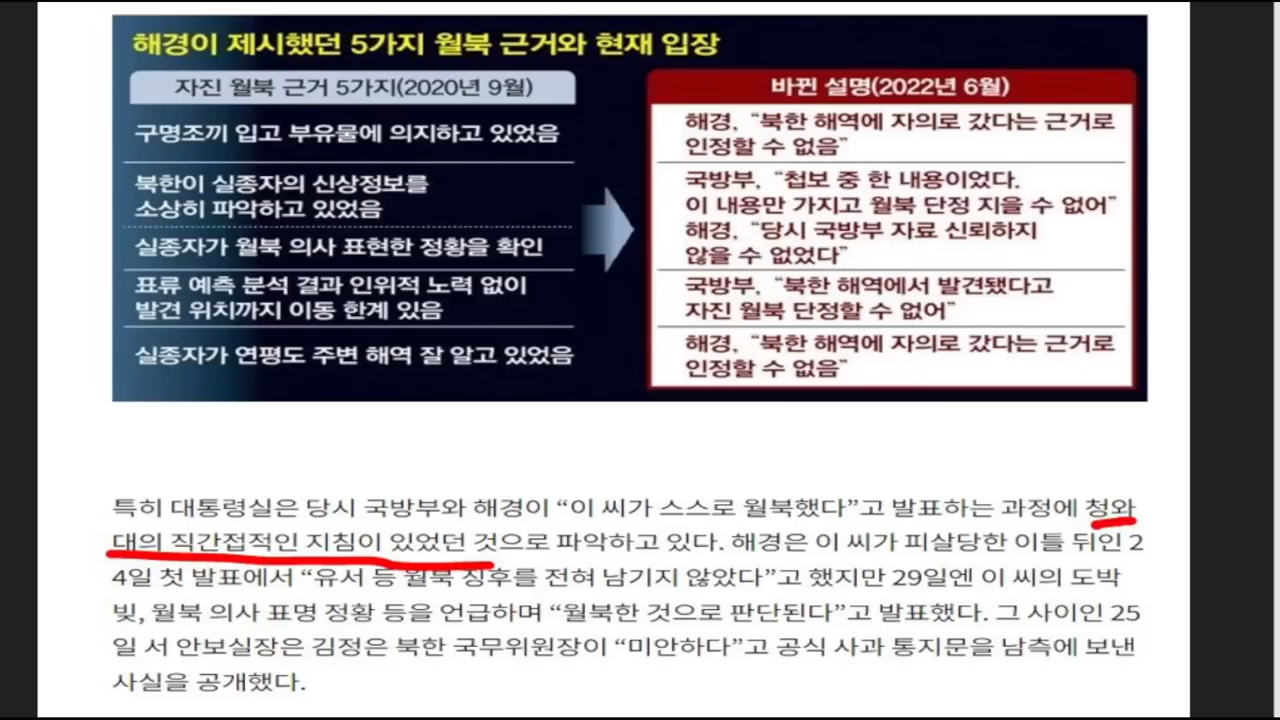 해경이 제시했던 5가지 월북 근거와 현재 입장
자진 월북 근거 5가지(2020년 9월)
구명조끼 입고 부유물에 의지하고 있었음
북한이 실종자의 신상정보를
소상히 파악하고 있었음
실종자가 월북 의사 표현한 정황을 확인
표류 예측 분석 결과 인위적 노력 없이
발견 위치까지 이동 한계 있음
실종자가 연평도 주변 해역 잘 알고 있었음
바뀐 설명(2022년 6월)
해경, “북한 해역에 자의로 갔다는 근거로
인정할 수 없음”
국방부, “첩보 중 한 내용이었다.
이 내용만 가지고 월북 단정 지을 수 없어”
해경, “당시 국방부 자료 신뢰하지
않을 수 없었다”
국방부, “북한 해역에서 발견됐다고
자진 월북 단정할 수 없어”
해경, “북한 해역에 자의로 갔다는 근거로
인정할 수 없음”
특히 대통령실은 당시 국방부와 해경이 “이 씨가 스스로 월북했다”고 발표하는 과정에 청와
대의 직간접적인 지침이 있었던 것으로 파악하고 있다. 해경은 이 씨가 피살당한 이틀 뒤인 2
4일 첫 발표에서 “유서 등 월북 징후를 전혀 남기지 않았다”고 했지만 29일엔 이 씨의 도박
빚, 월북 의사 표명 정황 등을 언급하며 “월북한 것으로 판단된다”고 발표했다. 그 사이인 25
일 서 안보실장은 김정은 북한 국무위원장이 “미안하다”고 공식 사과 통지문을 남측에 보낸
사실을 공개했다.